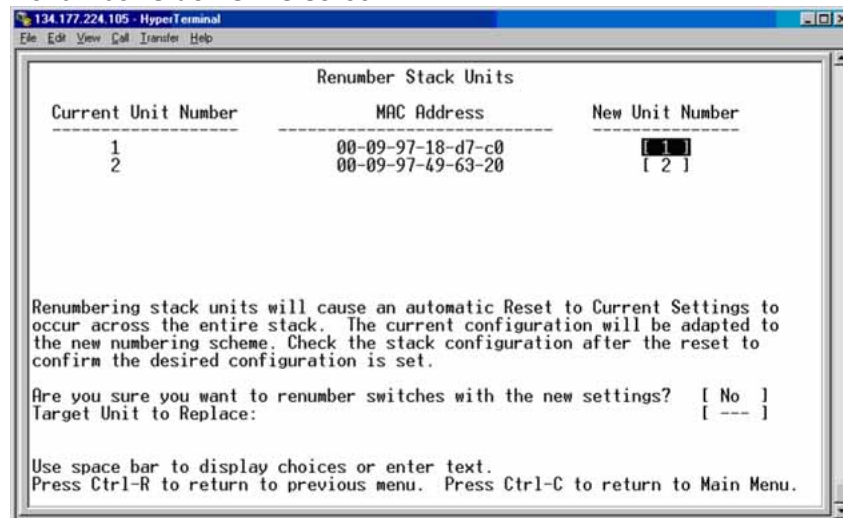 134.177.224.105 - HyperTerminal
File Edit View Call Transfer Help
Renumber Stack Units
Current Unit Number MAC Address New Unit Number
------------------- ---------------------------- ---------------
1 00-09-97-18-d7-c0 [ 1 ]
2 00-09-97-49-63-20 [ 2 ]
Renumbering stack units will cause an automatic Reset to Current Settings to
occur across the entire stack. The current configuration will be adapted to
the new numbering scheme. Check the stack configuration after the reset to
confirm the desired configuration is set.
Are you sure you want to renumber switches with the new settings? [ No ]
Target Unit to Replace: [ --- ]
Use space bar to display choices or enter text.
Press Ctrl-R to return to previous menu. Press Ctrl-C to return to Main Menu.